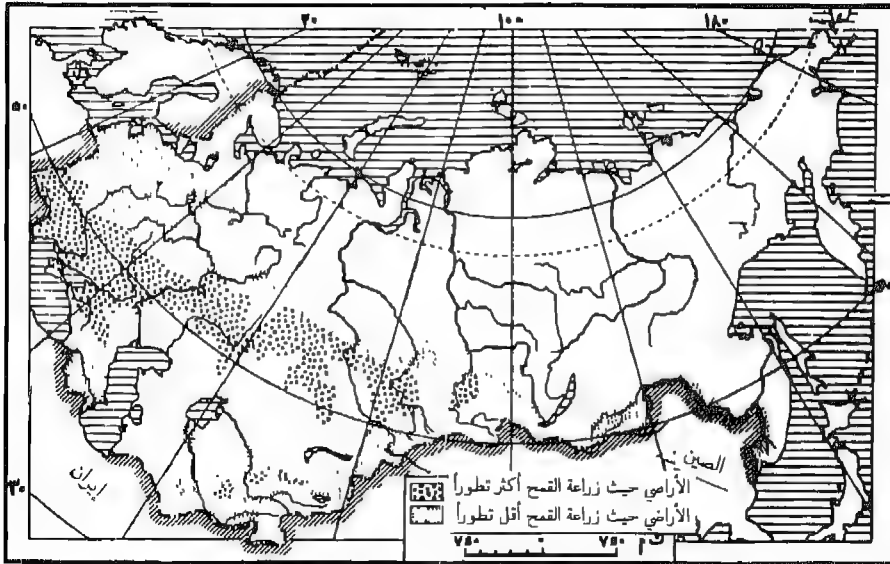 ٢٠ ١٠٠ ١٨٠
٥٠
٥٠
٣٠
إيران
الصين
الأراضي حيث زراعة القمح أكثر تطوراً
الأراضي حيث زراعة القمح أقل تطوراً
٧٥٠ ٠ ٧٥٠